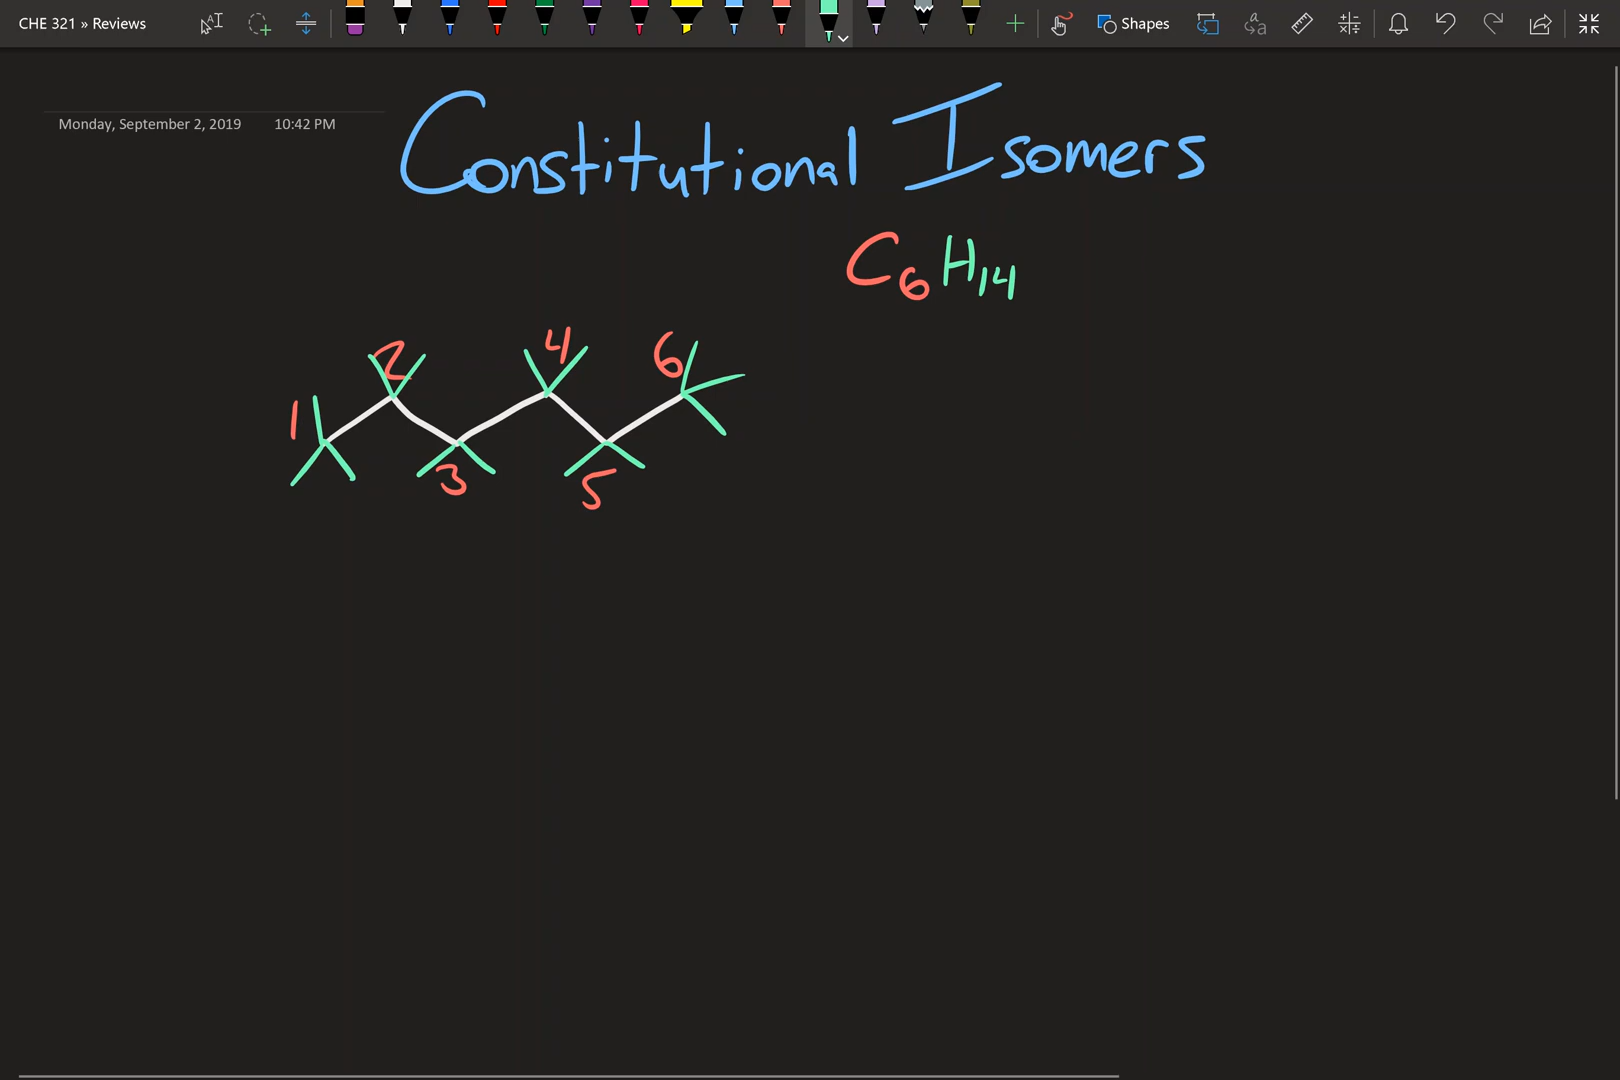 CHE 321 » Reviews
Shapes
Constitutional Isomers
Monday, September 2, 2019 10:42 PM
C₆H₁₄
1 2 3 4 5 6